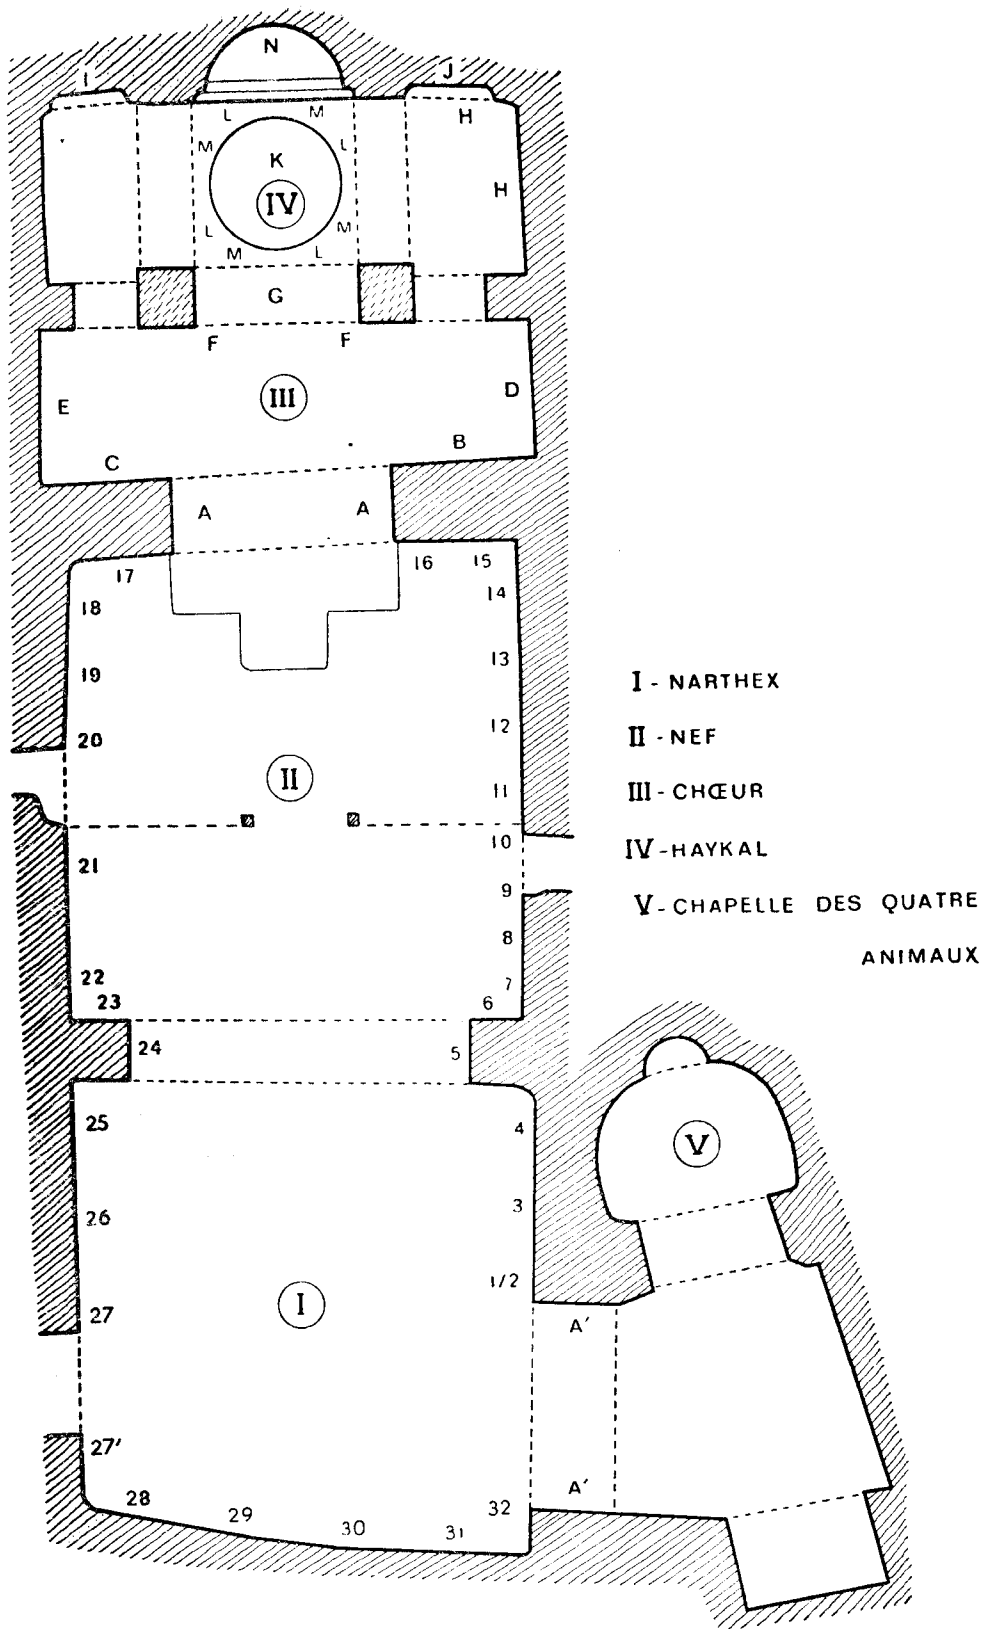 N
I J
L M H
M K L
IV H
L M
M L
G
F F
III D
E
B
C
A A
17 16 15
18 14
19 13
20 12
II 11
10
21 9
8
22 7
23 6
24 5
25 4
26 3
1/2
I
27 A′
27′
28 A′
29 32
30 31
V
I - NARTHEX
II - NEF
III - CHŒUR
IV - HAYKAL
V - CHAPELLE DES QUATRE
ANIMAUX